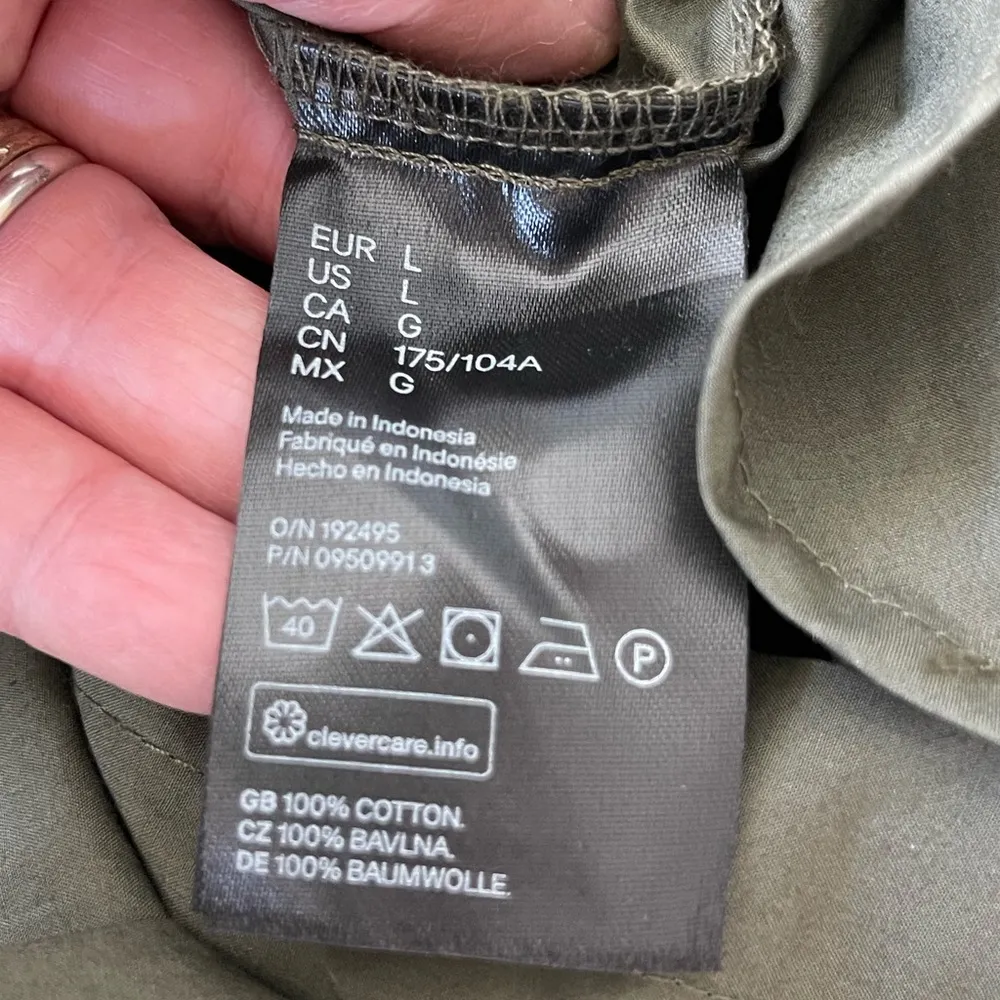 EUR L
US L
CA G
CN 175/104A
MX G
Made in Indonesia
Fabriqué en Indonésie
Hecho en Indonesia
O/N 192495
P/N 09509913
40 P
clevercare.info
GB 100% COTTON.
CZ 100% BAVLNA.
DE 100% BAUMWOLLE.